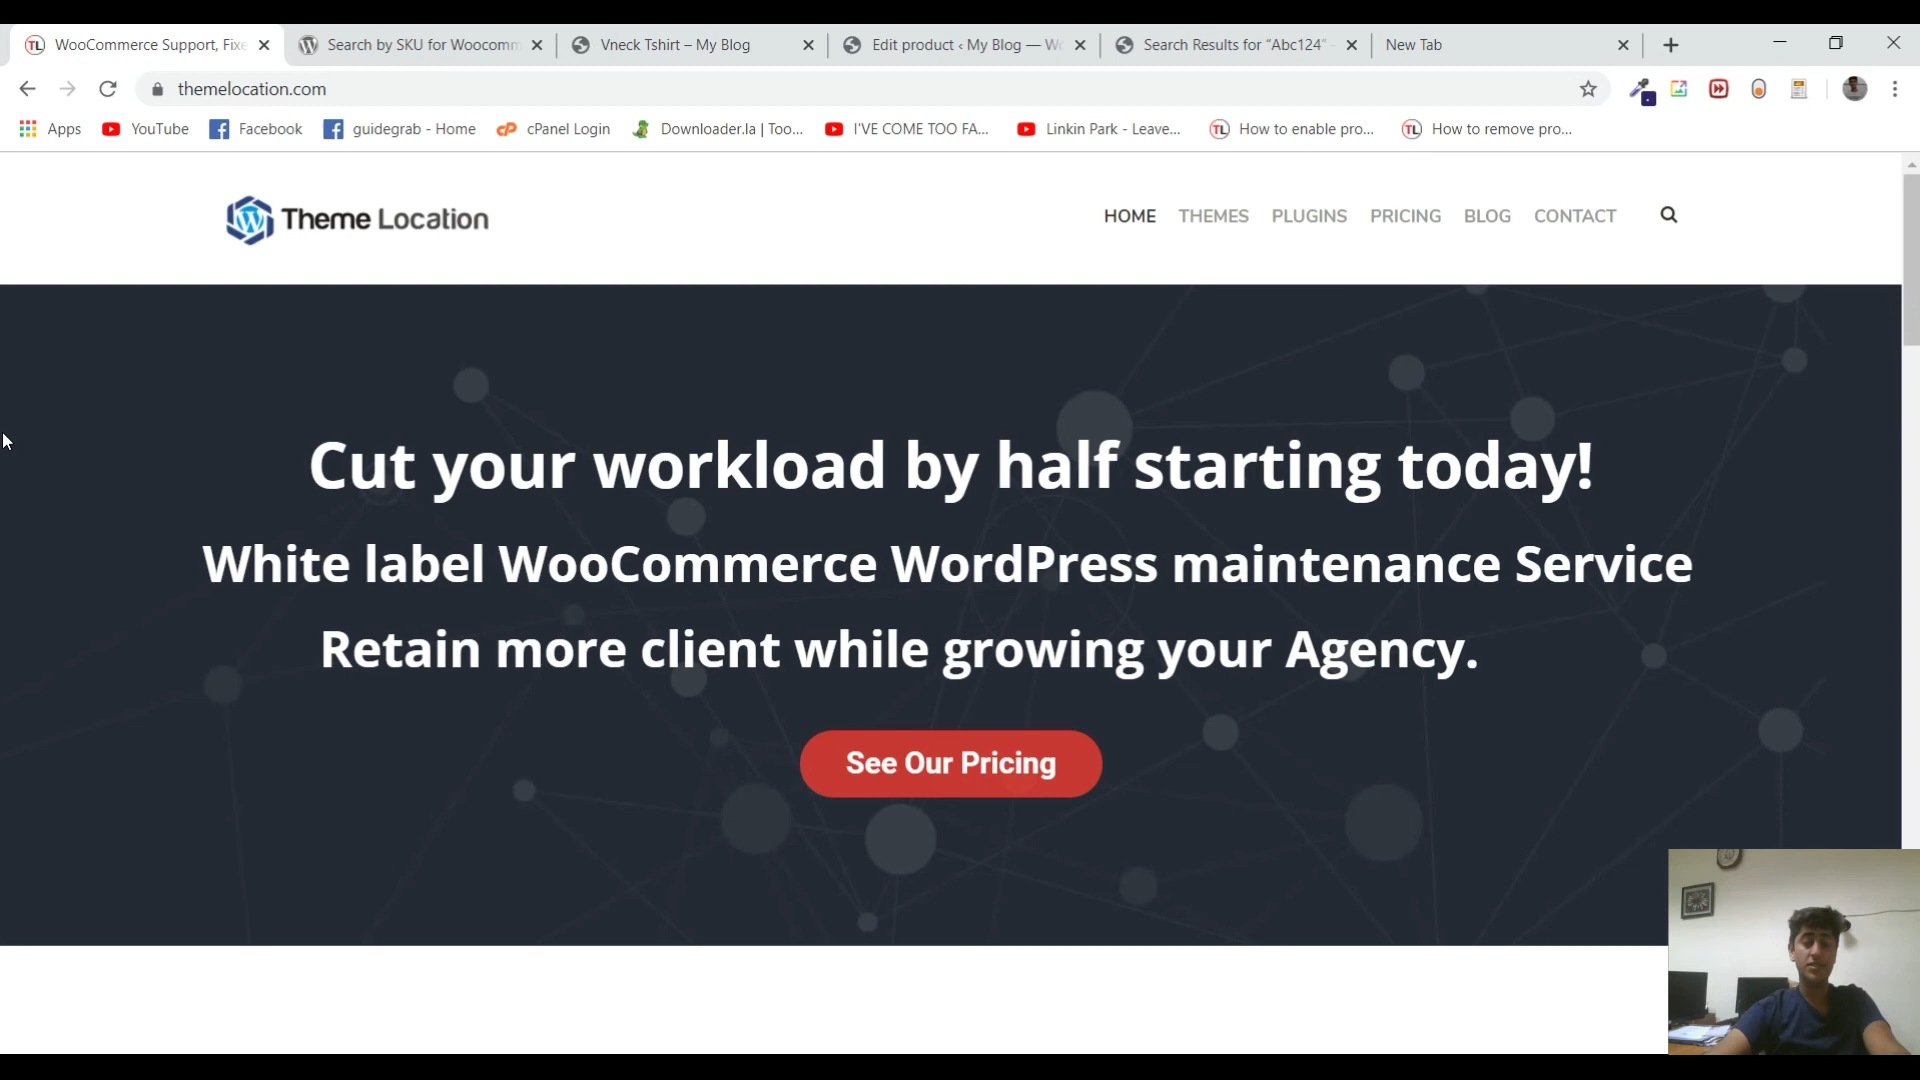 WooCommerce Support, Fixe
Search by SKU for Woocomm
Vneck Tshirt – My Blog
Edit product ‹ My Blog — Wo
Search Results for “Abc124” -
New Tab
themelocation.com
Apps
YouTube
Facebook
guidegrab - Home
cPanel Login
Downloader.la | Too...
I'VE COME TOO FA...
Linkin Park - Leave...
How to enable pro...
How to remove pro...
Theme Location
HOME
THEMES
PLUGINS
PRICING
BLOG
CONTACT
Cut your workload by half starting today!
White label WooCommerce WordPress maintenance Service
Retain more client while growing your Agency.
See Our Pricing